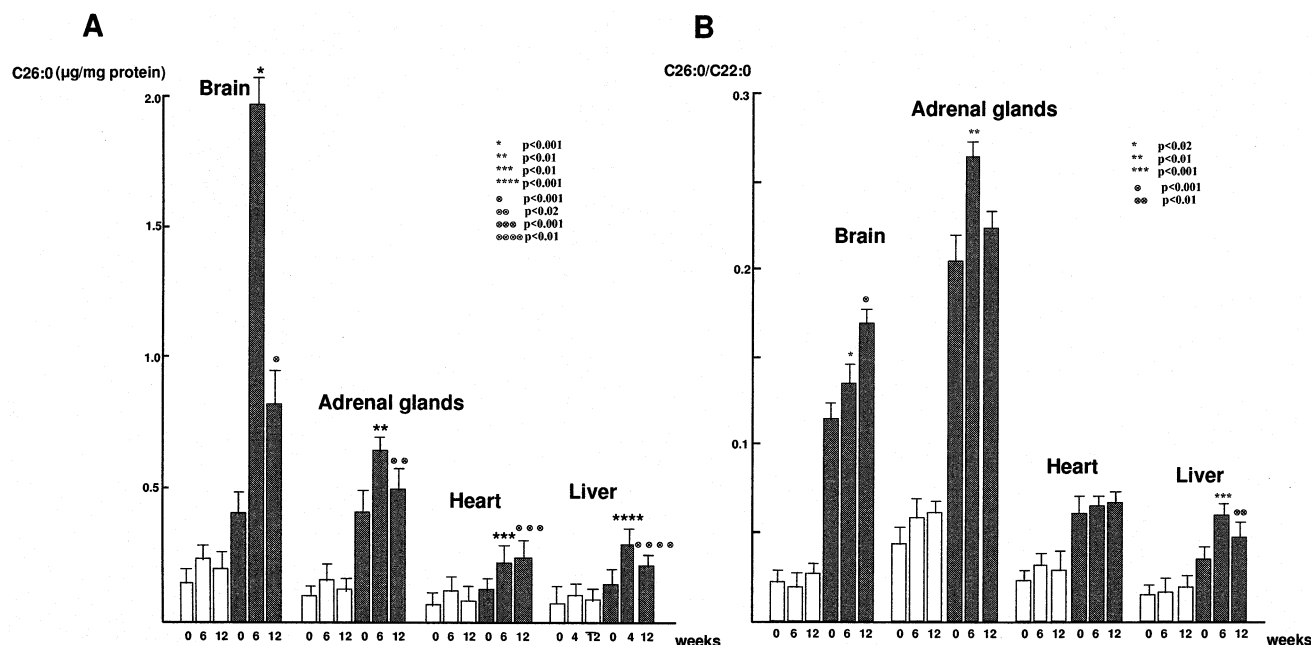 A
C26:0 (µg/mg protein)
2.0
1.5
1.0
0.5
Brain
*
⊗
Adrenal glands
**
⊗⊗
Heart
***
⊗⊗⊗
Liver
****
⊗⊗⊗⊗
* p<0.001
** p<0.01
*** p<0.01
**** p<0.001
⊗ p<0.001
⊗⊗ p<0.02
⊗⊗⊗ p<0.001
⊗⊗⊗⊗ p<0.01
0 6 12 0 6 12 0 6 12 0 6 12 0 6 12 0 6 12 0 4 12 0 4 12 weeks
B
C26:0/C22:0
0.3
0.2
0.1
Brain
*
⊗
Adrenal glands
**
Heart
Liver
***
⊗⊗
* p<0.02
** p<0.01
*** p<0.001
⊗ p<0.001
⊗⊗ p<0.01
0 6 12 0 6 12 0 6 12 0 6 12 0 6 12 0 6 12 0 6 12 0 6 12 weeks